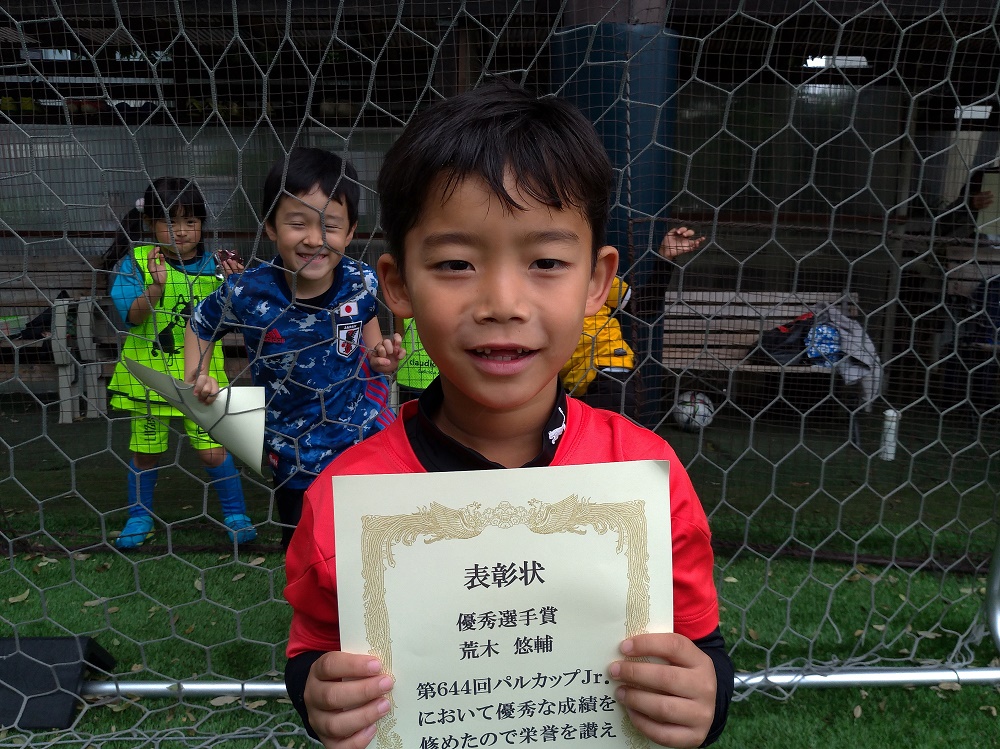 表彰状
優秀選手賞
荒木 悠輔
第644回パルカップJr.
において優秀な成績を
修めたので栄誉を讃え